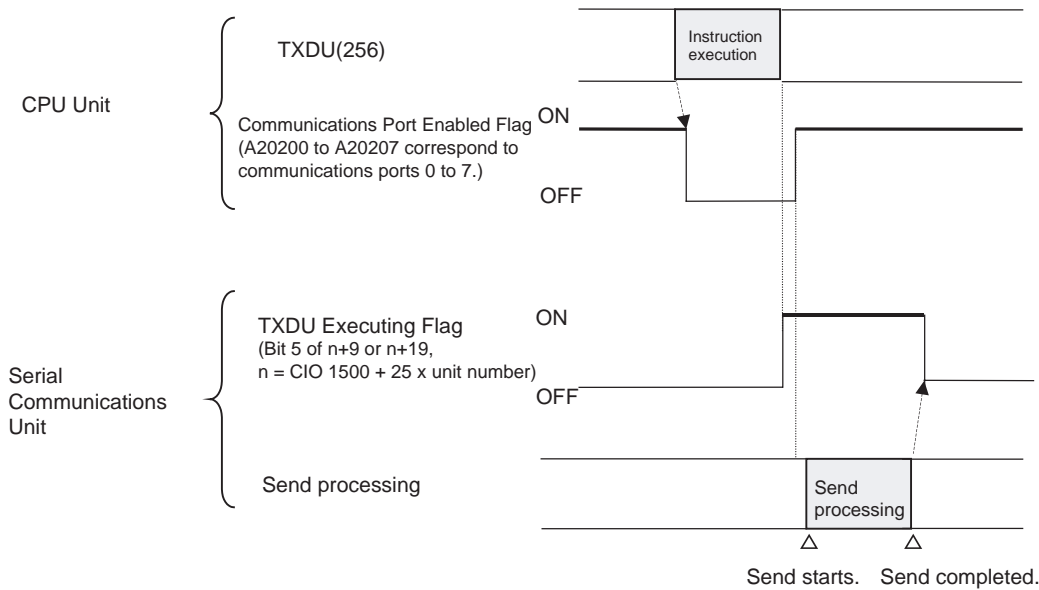 TXDU(256)
Instruction
execution
CPU Unit
Communications Port Enabled Flag
(A20200 to A20207 correspond to
communications ports 0 to 7.)
ON
OFF
TXDU Executing Flag
(Bit 5 of n+9 or n+19,
n = CIO 1500 + 25 x unit number)
ON
OFF
Serial
Communications
Unit
Send processing
Send
processing
Send starts.
Send completed.